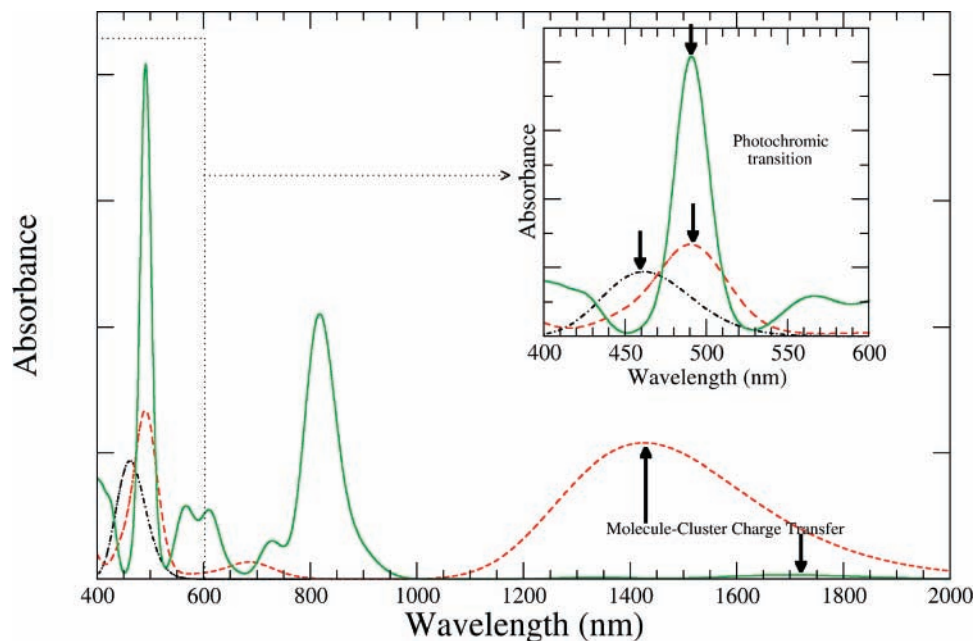 Absorbance
Absorbance
Photochromic
transition
400 450 500 550 600
Wavelength (nm)
Molecule-Cluster Charge Transfer
400 600 800 1000 1200 1400 1600 1800 2000
Wavelength (nm)